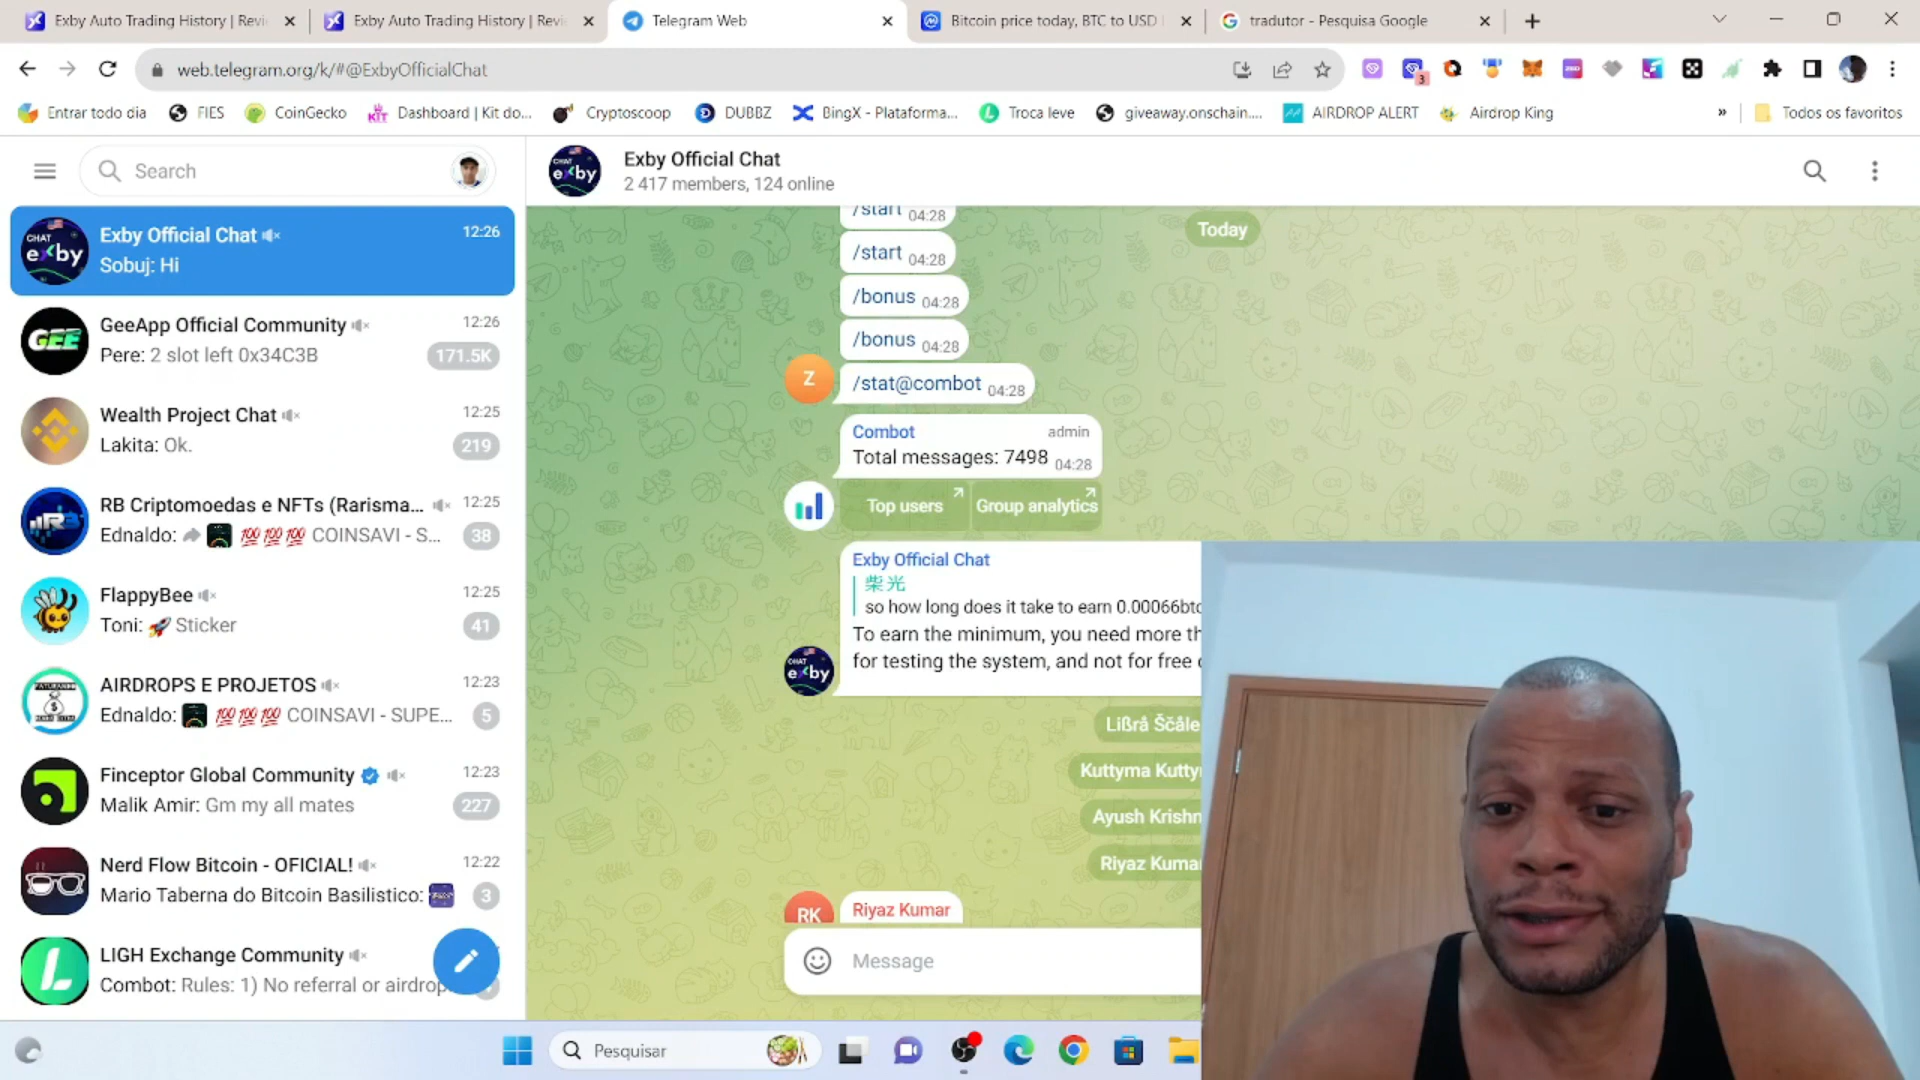 Exby Auto Trading History | Revi
Exby Auto Trading History | Revi
Telegram Web
Bitcoin price today, BTC to USD
tradutor - Pesquisa Google
web.telegram.org/k/#@ExbyOfficialChat
3
Entrar todo dia
FIES
CoinGecko
Dashboard | Kit do...
Cryptoscoop
DUBBZ
BingX - Plataforma...
Troca leve
giveaway.onschain....
AIRDROP ALERT
Airdrop King
»
Todos os favoritos
Search
Exby Official Chat
2 417 members, 124 online
CHAT
exby
Exby Official Chat
12:26
Sobuj: Hi
GEE
GeeApp Official Community
12:26
Pere: 2 slot left 0x34C3B
171.5K
Wealth Project Chat
12:25
Lakita: Ok.
219
RB Criptomoedas e NFTs (Rarisma...
12:25
Ednaldo: 💯💯💯 COINSAVI - S...
38
FlappyBee
12:25
Toni: 🚀 Sticker
41
AIRDROPS E PROJETOS
12:23
Ednaldo: 💯💯💯 COINSAVI - SUPE...
5
Finceptor Global Community
12:23
Malik Amir: Gm my all mates
227
Nerd Flow Bitcoin - OFICIAL!
12:22
Mario Taberna do Bitcoin Basilistico:
3
LIGH Exchange Community
Combot: Rules: 1) No referral or airdrop
Today
/start 04:28
/start 04:28
/bonus 04:28
/bonus 04:28
Z
/stat@combot 04:28
Combot
admin
Total messages: 7498 04:28
Top users
Group analytics
Exby Official Chat
柴光
so how long does it take to earn 0.00066btc
To earn the minimum, you need more th
for testing the system, and not for free
CHAT
exby
Lißrå Ščåle
Kuttyma Kutty
Ayush Krishn
Riyaz Kuma
RK
Riyaz Kumar
Message
Pesquisar